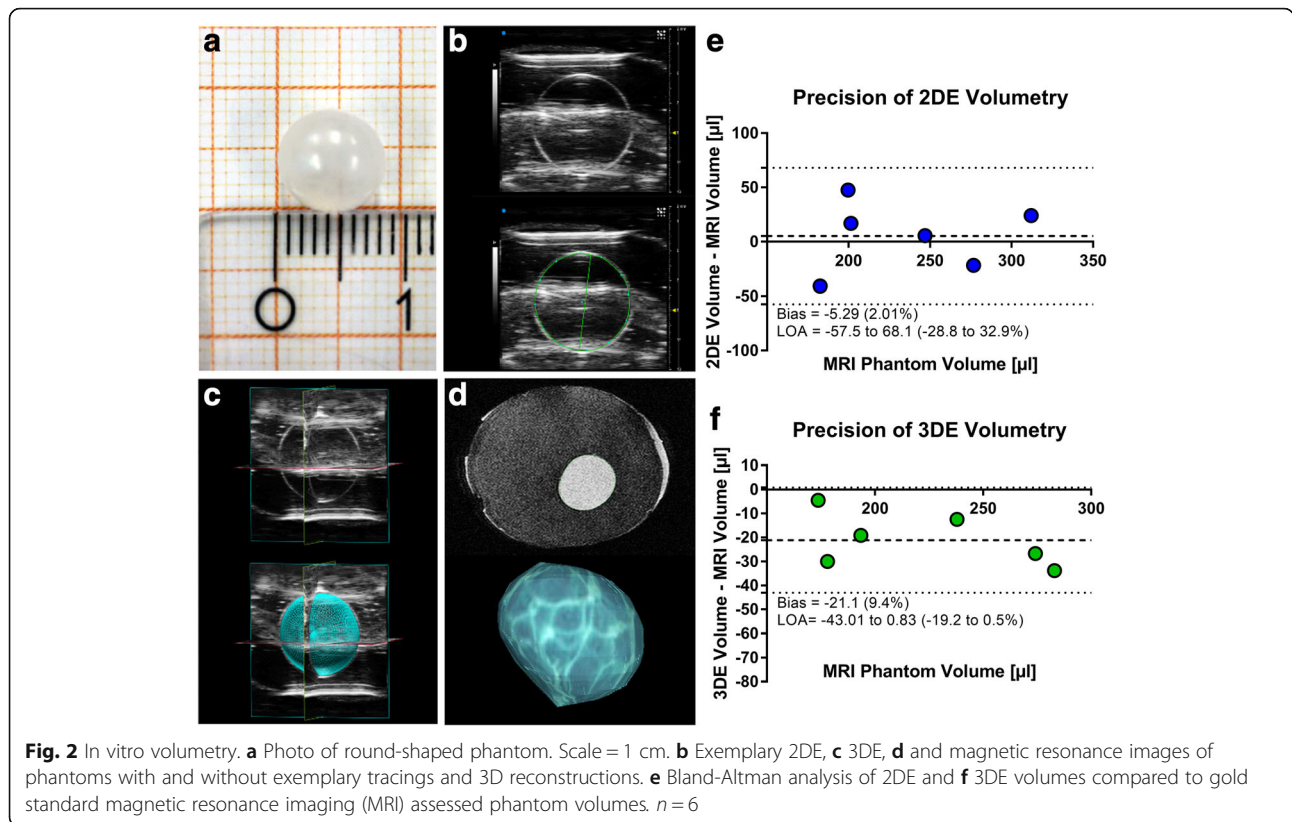 a
0 1
b
c
d
e
Precision of 2DE Volumetry
2DE Volume - MRI Volume [µl]
100
50
0
-50
-100
200 250 300 350
Bias = -5.29 (2.01%)
LOA = -57.5 to 68.1 (-28.8 to 32.9%)
MRI Phantom Volume [µl]
f
Precision of 3DE Volumetry
3DE Volume - MRI Volume [µl]
10
0
-10
-20
-30
-40
-50
-60
-70
-80
200 250 300
Bias = -21.1 (9.4%)
LOA= -43.01 to 0.83 (-19.2 to 0.5%)
MRI Phantom Volume [µl]
Fig. 2 In vitro volumetry. a Photo of round-shaped phantom. Scale = 1 cm. b Exemplary 2DE, c 3DE, d and magnetic resonance images of
phantoms with and without exemplary tracings and 3D reconstructions. e Bland-Altman analysis of 2DE and f 3DE volumes compared to gold
standard magnetic resonance imaging (MRI) assessed phantom volumes. n = 6